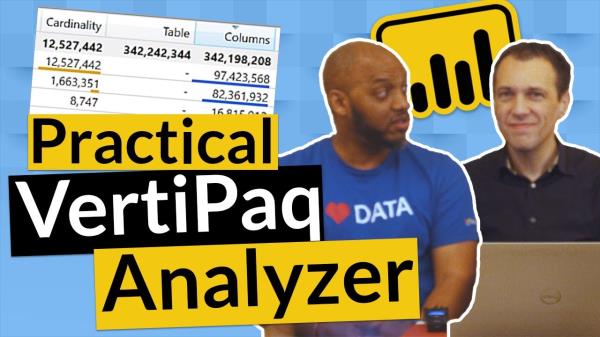 Cardinality Table Columns
12,527,442 342,242,344 342,198,208
12,527,442 - 97,423,568
1,663,351 - 82,361,932
8,747 -
Practical
VertiPaq
DATA
Analyzer
DELL